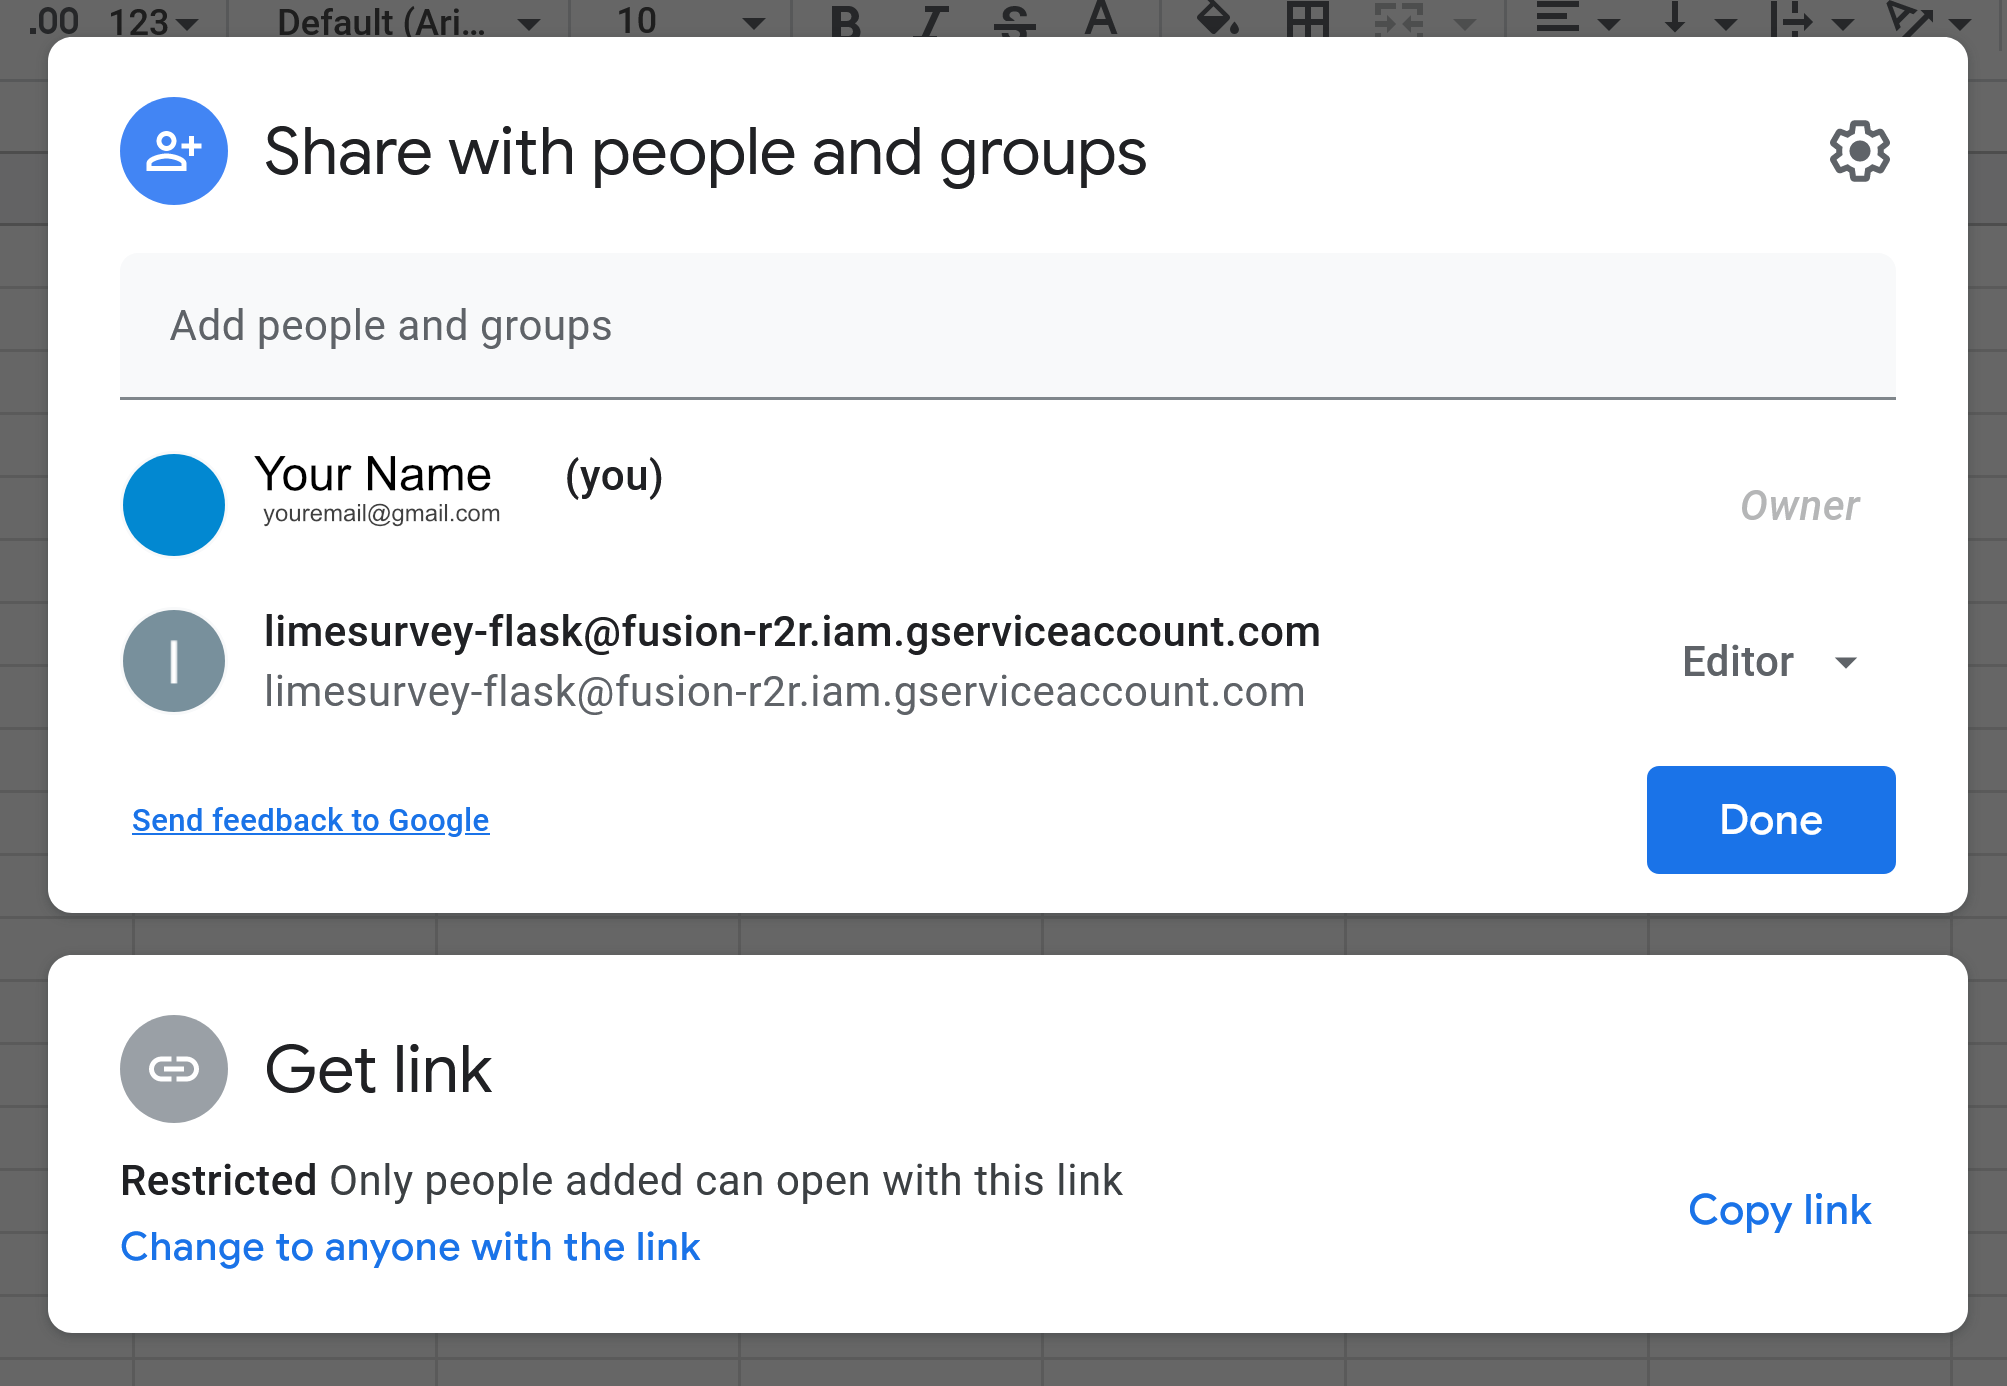 .00 123 Default (Ari... 10 B I S A
Share with people and groups
Add people and groups
Your Name (you)
youremail@gmail.com
Owner
limesurvey-flask@fusion-r2r.iam.gserviceaccount.com
limesurvey-flask@fusion-r2r.iam.gserviceaccount.com
Editor
Send feedback to Google
Done
Get link
Restricted Only people added can open with this link
Change to anyone with the link
Copy link